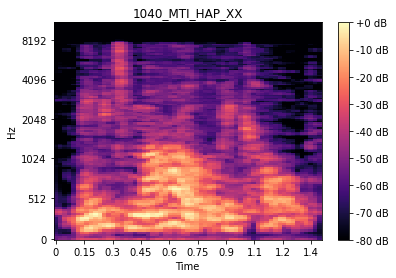 1040_MTI_HAP_XX
Hz
8192
4096
2048
1024
512
0
0 0.15 0.3 0.45 0.6 0.75 0.9 1.1 1.2 1.4
Time
+0 dB
-10 dB
-20 dB
-30 dB
-40 dB
-50 dB
-60 dB
-70 dB
-80 dB